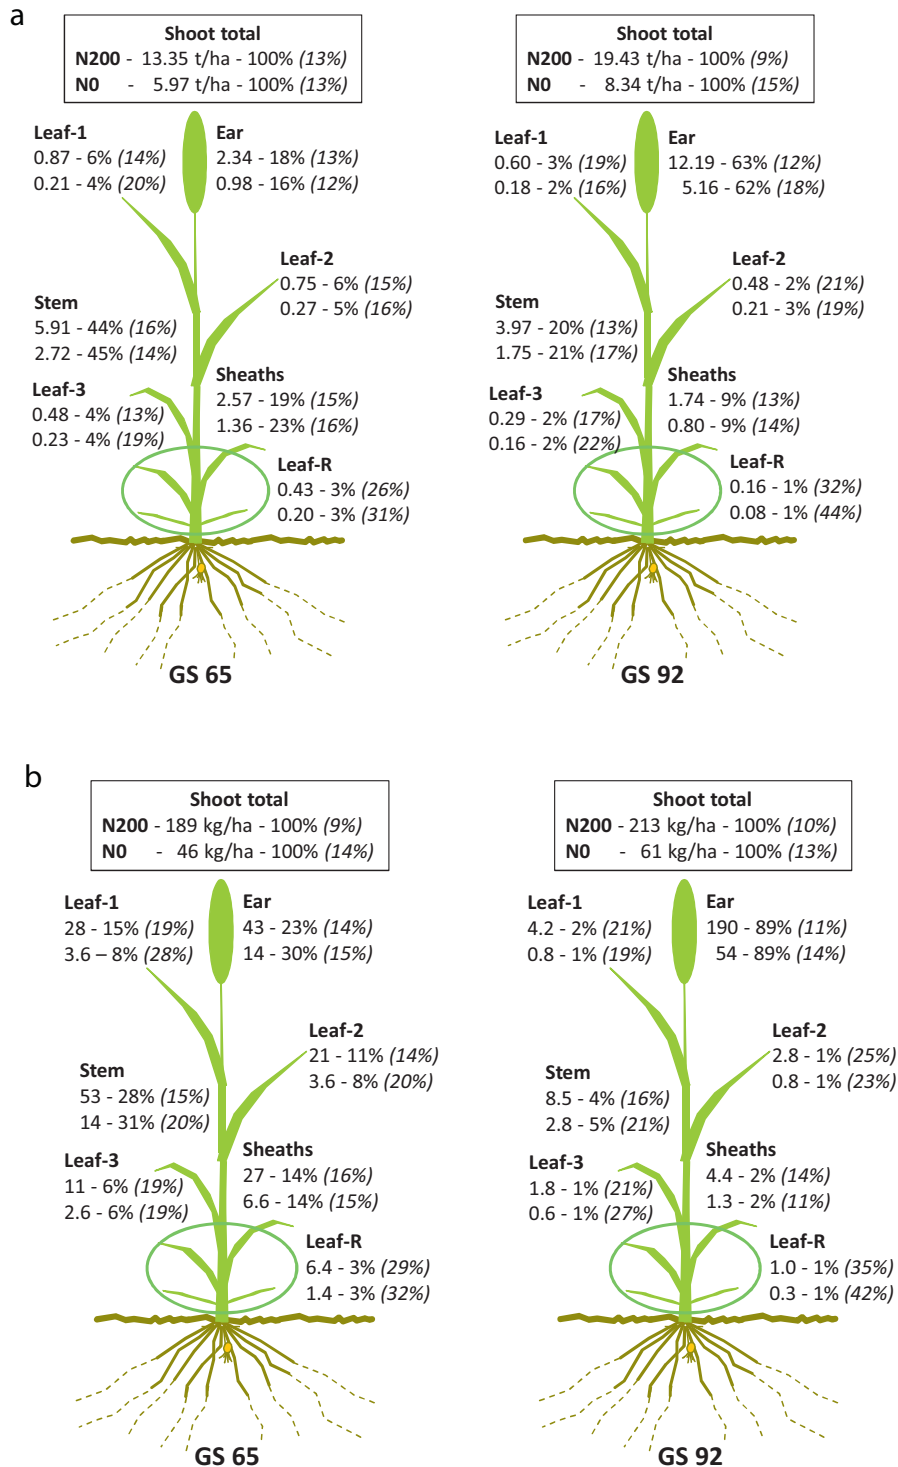 a
Shoot total
N200 - 13.35 t/ha - 100% (13%)
N0 - 5.97 t/ha - 100% (13%)
Leaf-1
0.87 - 6% (14%)
0.21 - 4% (20%)
Ear
2.34 - 18% (13%)
0.98 - 16% (12%)
Leaf-2
0.75 - 6% (15%)
0.27 - 5% (16%)
Stem
5.91 - 44% (16%)
2.72 - 45% (14%)
Sheaths
2.57 - 19% (15%)
1.36 - 23% (16%)
Leaf-3
0.48 - 4% (13%)
0.23 - 4% (19%)
Leaf-R
0.43 - 3% (26%)
0.20 - 3% (31%)
GS 65
Shoot total
N200 - 19.43 t/ha - 100% (9%)
N0 - 8.34 t/ha - 100% (15%)
Leaf-1
0.60 - 3% (19%)
0.18 - 2% (16%)
Ear
12.19 - 63% (12%)
5.16 - 62% (18%)
Leaf-2
0.48 - 2% (21%)
0.21 - 3% (19%)
Stem
3.97 - 20% (13%)
1.75 - 21% (17%)
Sheaths
1.74 - 9% (13%)
0.80 - 9% (14%)
Leaf-3
0.29 - 2% (17%)
0.16 - 2% (22%)
Leaf-R
0.16 - 1% (32%)
0.08 - 1% (44%)
GS 92
b
Shoot total
N200 - 189 kg/ha - 100% (9%)
N0 - 46 kg/ha - 100% (14%)
Leaf-1
28 - 15% (19%)
3.6 – 8% (28%)
Ear
43 - 23% (14%)
14 - 30% (15%)
Leaf-2
21 - 11% (14%)
3.6 - 8% (20%)
Stem
53 - 28% (15%)
14 - 31% (20%)
Sheaths
27 - 14% (16%)
6.6 - 14% (15%)
Leaf-3
11 - 6% (19%)
2.6 - 6% (19%)
Leaf-R
6.4 - 3% (29%)
1.4 - 3% (32%)
GS 65
Shoot total
N200 - 213 kg/ha - 100% (10%)
N0 - 61 kg/ha - 100% (13%)
Leaf-1
4.2 - 2% (21%)
0.8 - 1% (19%)
Ear
190 - 89% (11%)
54 - 89% (14%)
Leaf-2
2.8 - 1% (25%)
0.8 - 1% (23%)
Stem
8.5 - 4% (16%)
2.8 - 5% (21%)
Sheaths
4.4 - 2% (14%)
1.3 - 2% (11%)
Leaf-3
1.8 - 1% (21%)
0.6 - 1% (27%)
Leaf-R
1.0 - 1% (35%)
0.3 - 1% (42%)
GS 92